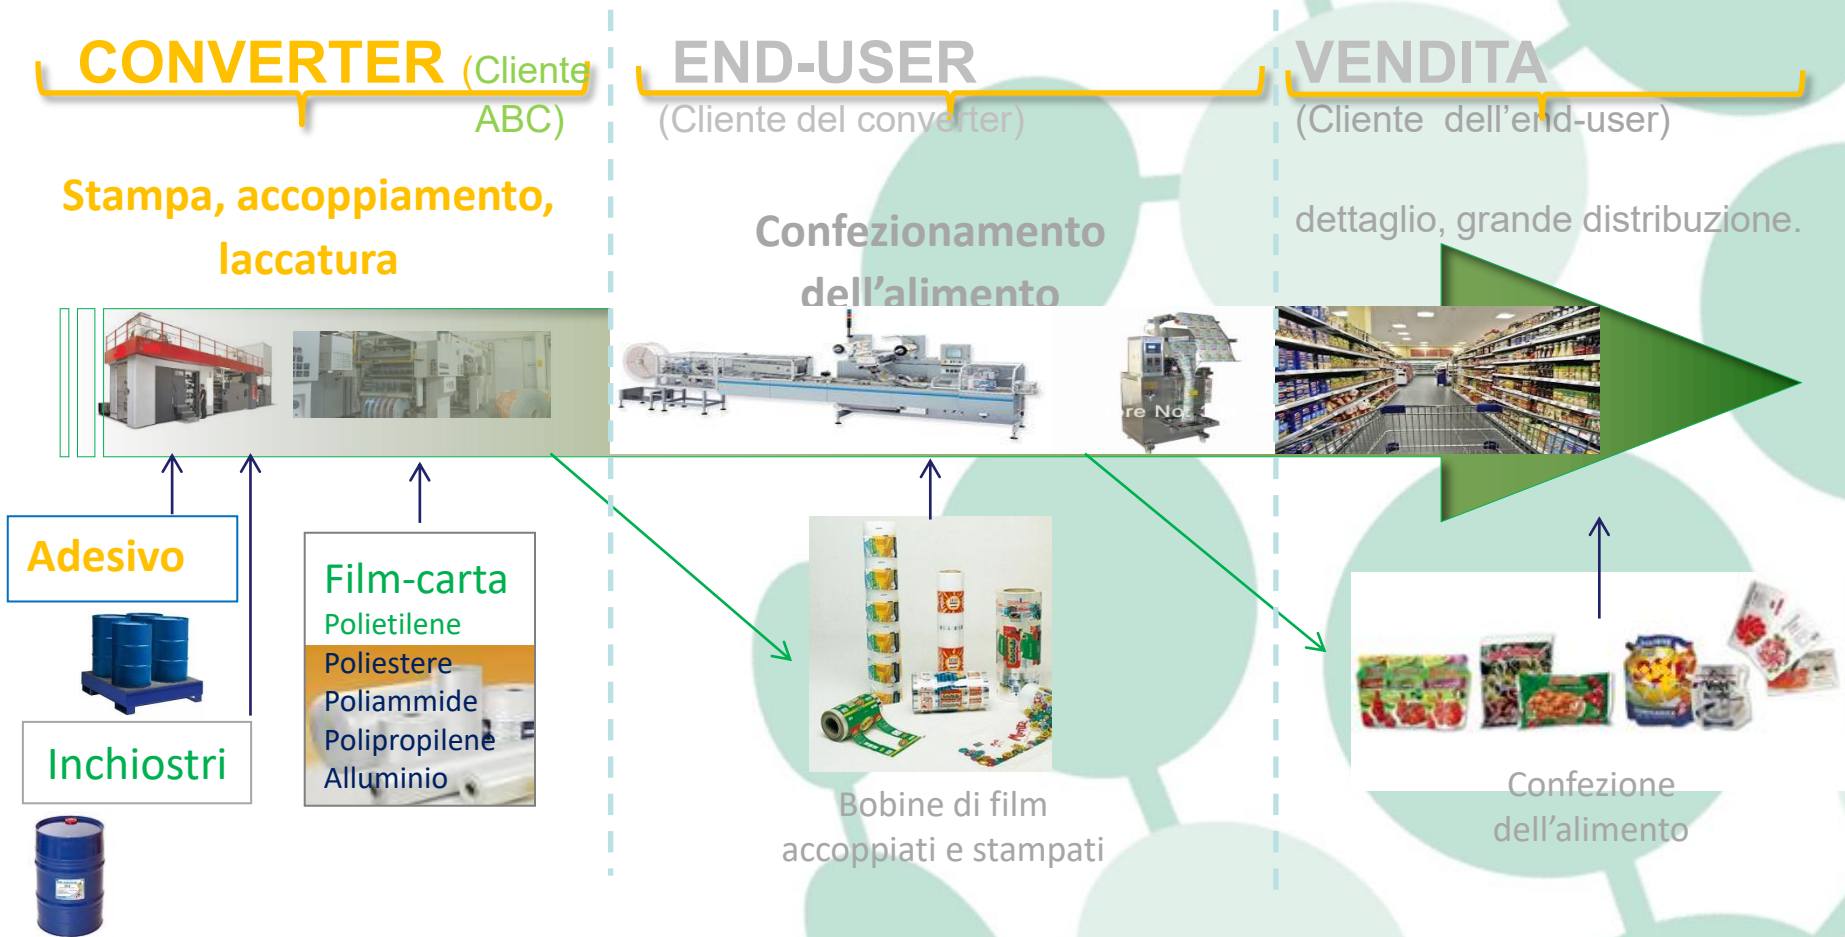 CONVERTER (Cliente
ABC)
END-USER
(Cliente del converter)
VENDITA
(Cliente dell'end-user)
Stampa, accoppiamento,
laccatura
Confezionamento
dell'alimento
dettaglio, grande distribuzione.
Adesivo
Inchiostri
Film-carta
Polietilene
Poliestere
Poliammide
Polipropilene
Alluminio
Bobine di film
accoppiati e stampati
Confezione
dell'alimento